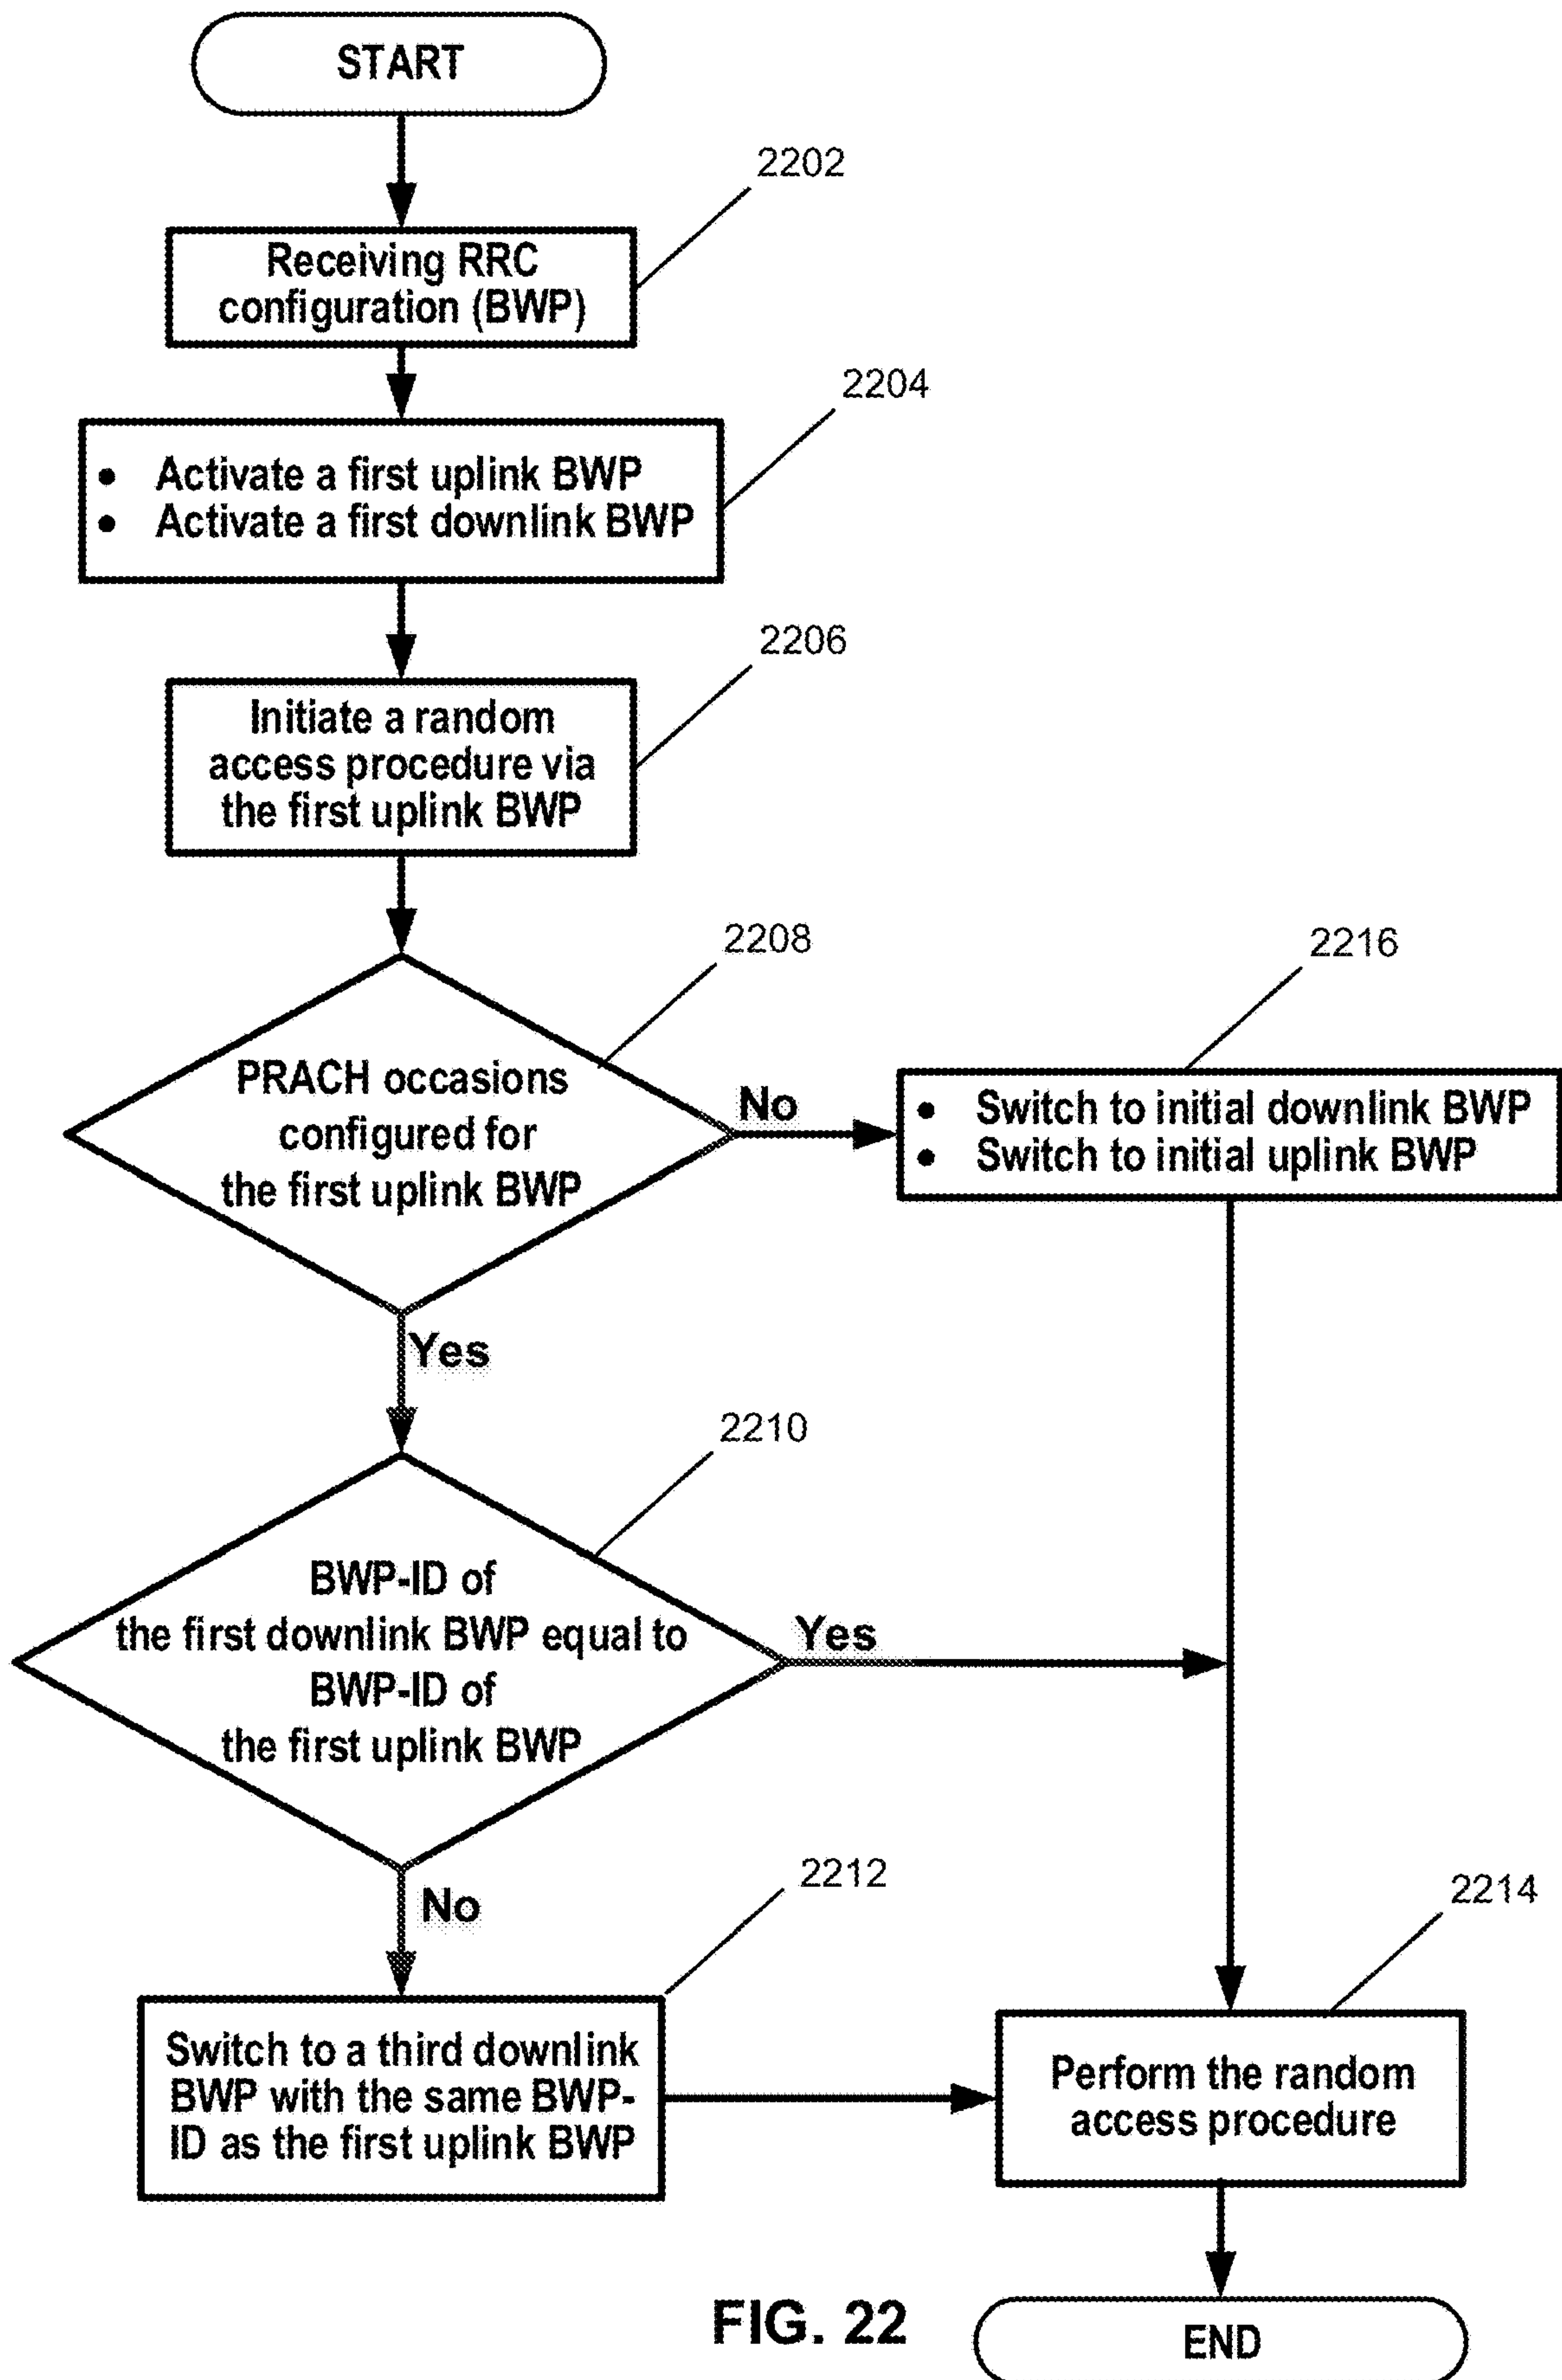 START
2202
Receiving RRC
configuration (BWP)
2204
• Activate a first uplink BWP
• Activate a first downlink BWP
2206
Initiate a random
access procedure via
the first uplink BWP
2208
PRACH occasions
configured for
the first uplink BWP
No
2216
• Switch to initial downlink BWP
• Switch to initial uplink BWP
Yes
2210
BWP-ID of
the first downlink BWP equal to
BWP-ID of
the first uplink BWP
Yes
No
2212
Switch to a third downlink
BWP with the same BWP-
ID as the first uplink BWP
2214
Perform the random
access procedure
END
FIG. 22